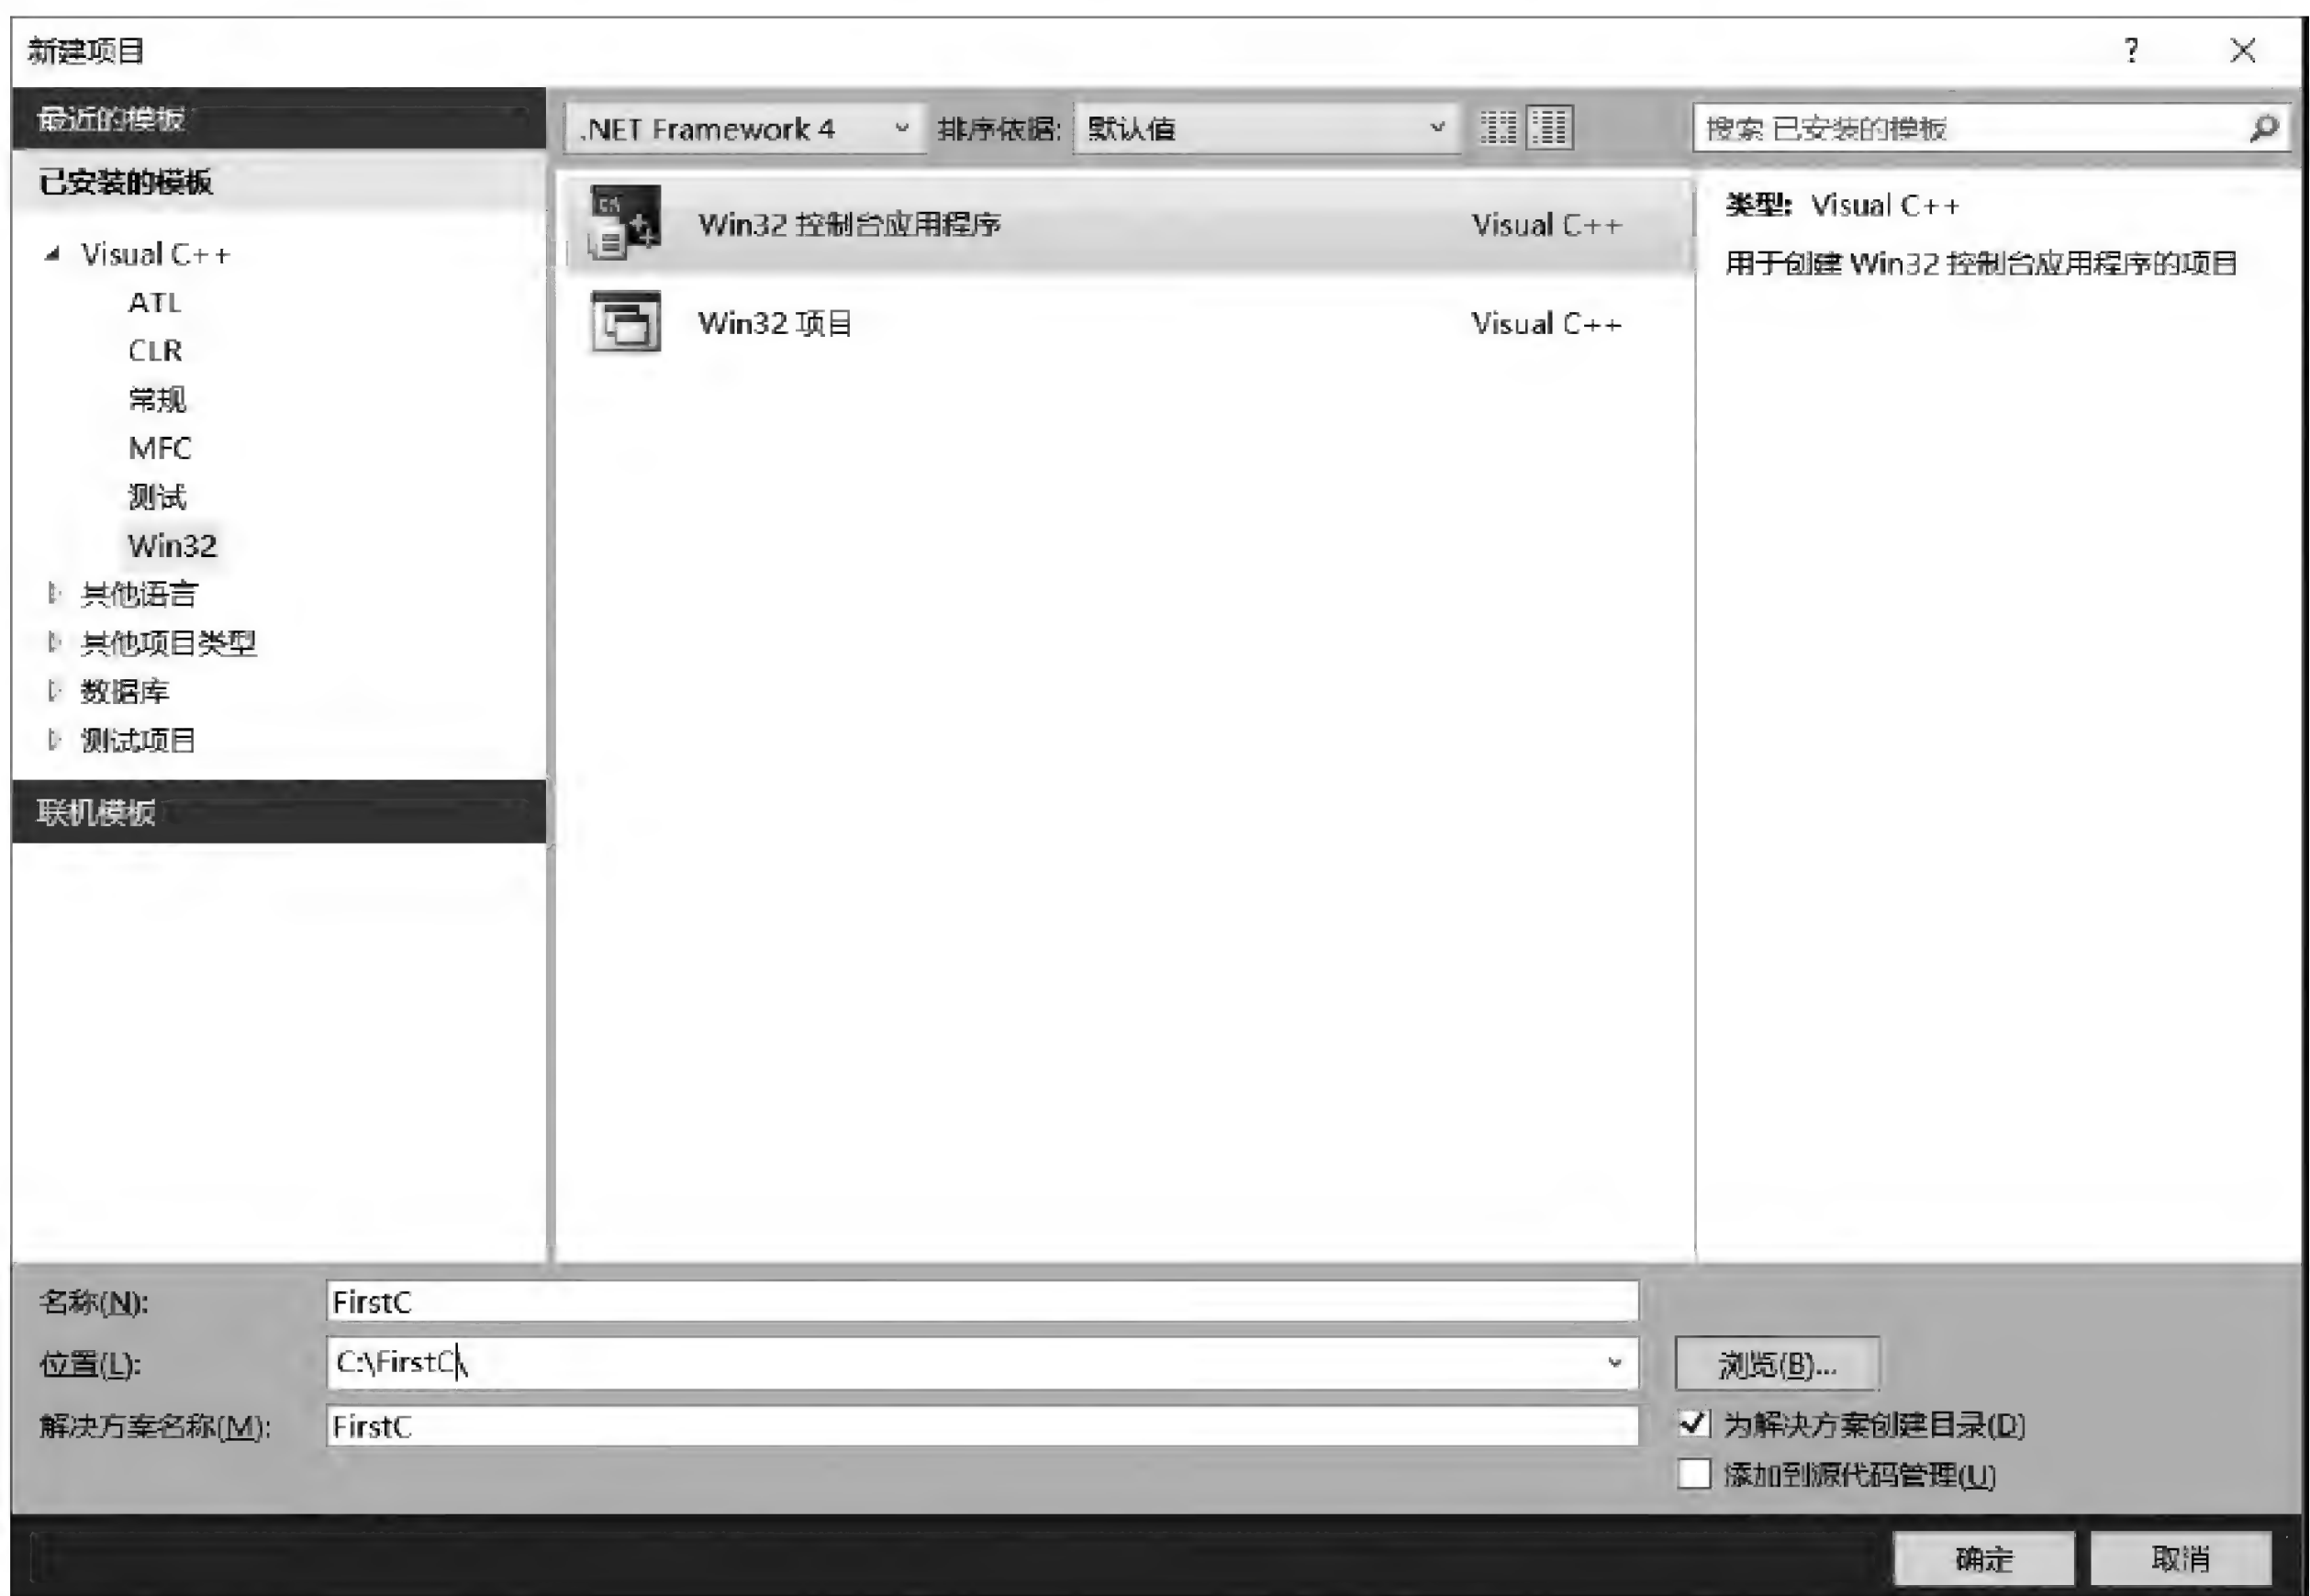 新建项目
最近的模板
.NET Framework 4
排序依据:
默认值
搜索 已安装的模板
已安装的模板
Visual C++
ATL
CLR
常规
MFC
测试
Win32
其他语言
其他项目类型
数据库
测试项目
联机模板
Win32 控制台应用程序
Visual C++
Win32 项目
Visual C++
类型: Visual C++
用于创建 Win32 控制台应用程序的项目
名称(N):
FirstC
位置(L):
C:\FirstC\
浏览(B)...
解决方案名称(M):
FirstC
为解决方案创建目录(D)
添加到源代码管理(U)
确定
取消